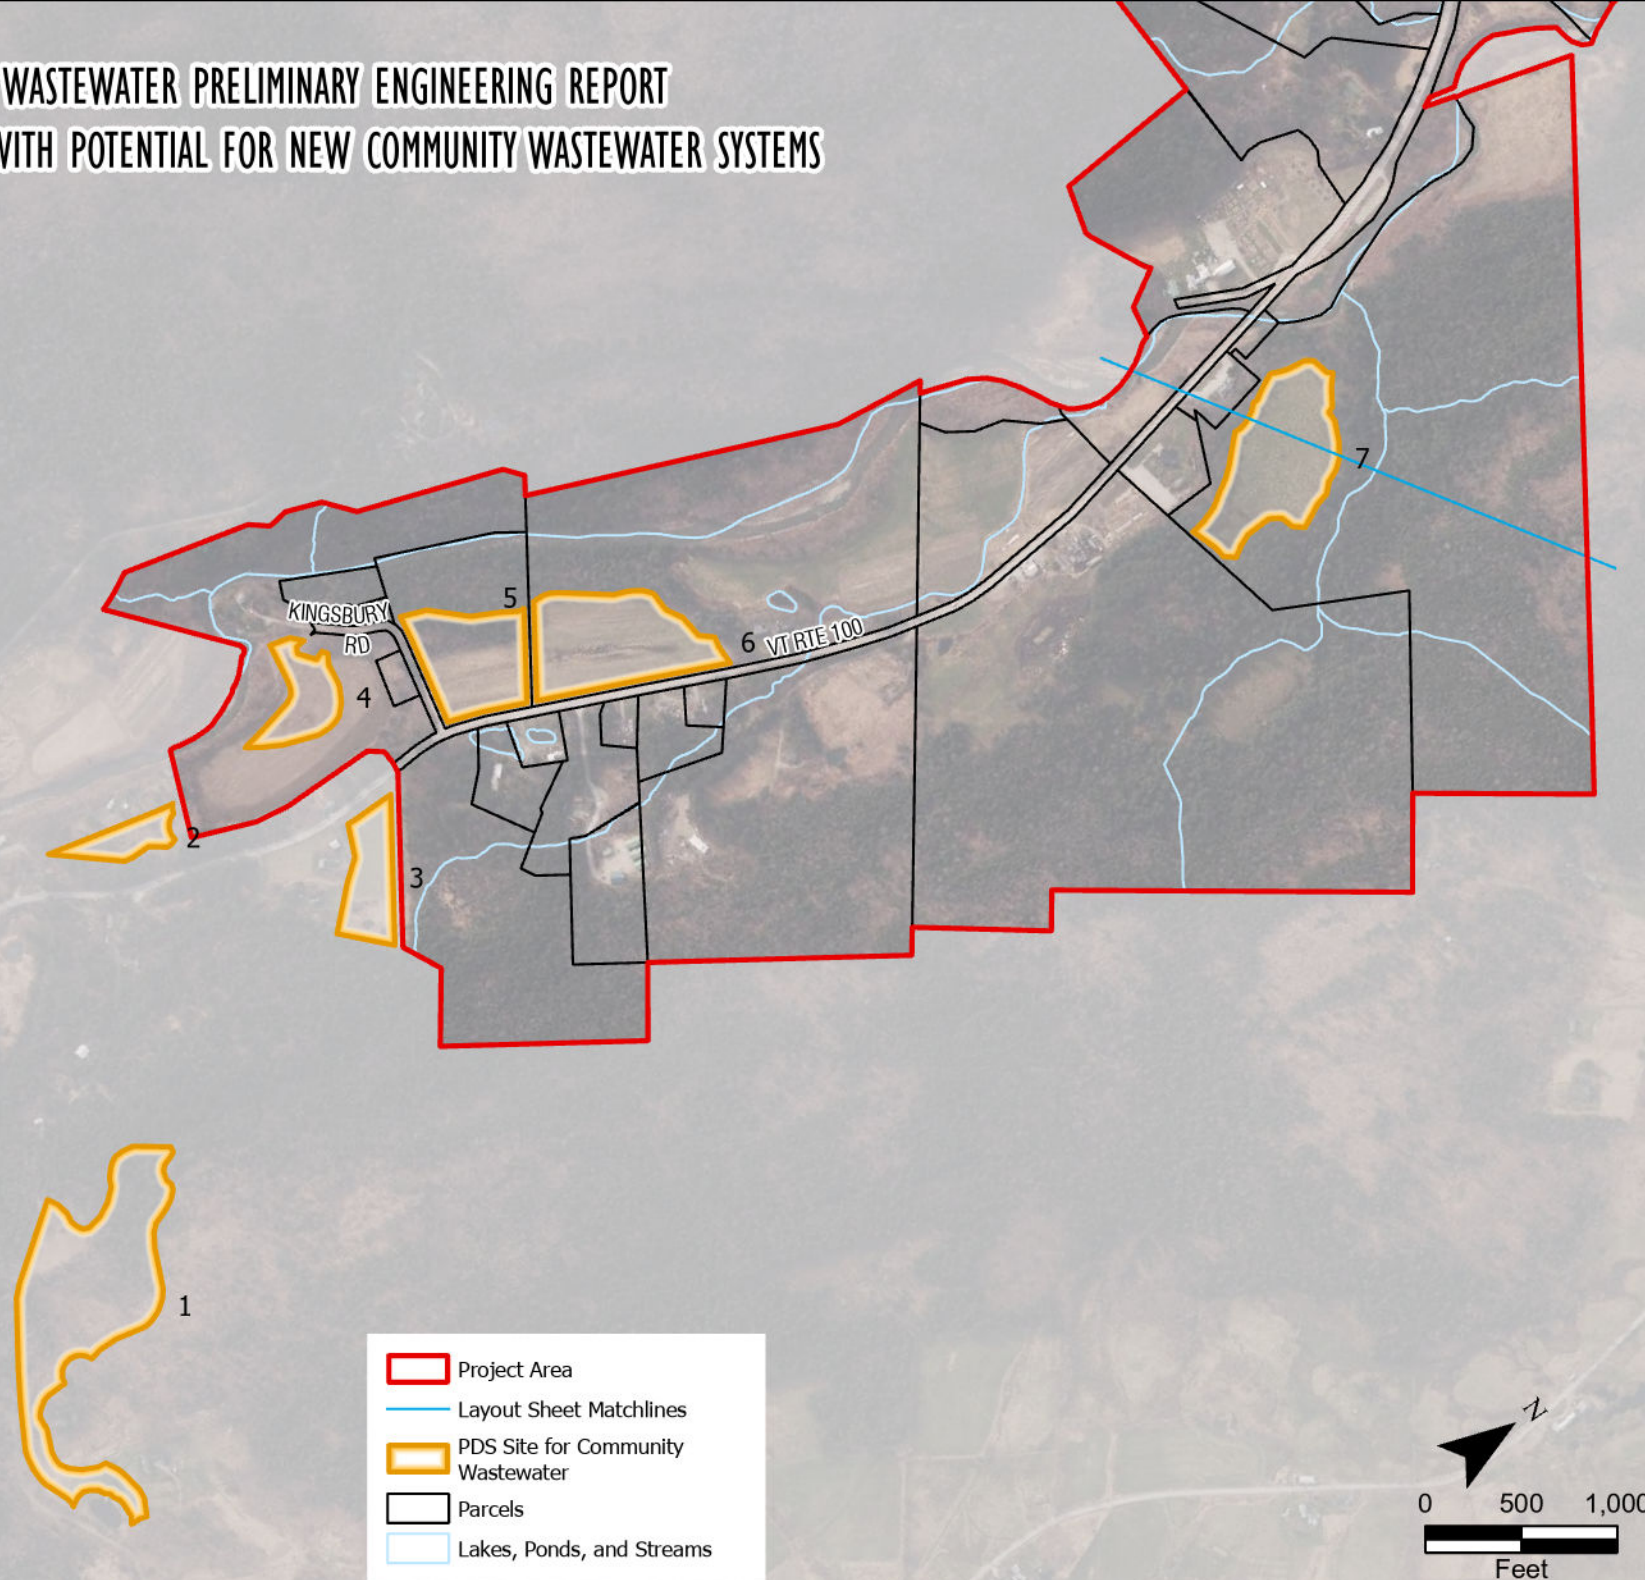 WASTEWATER PRELIMINARY ENGINEERING REPORT
WITH POTENTIAL FOR NEW COMMUNITY WASTEWATER SYSTEMS
7
5
KINGSBURY
RD
6
VT RTE 100
4
2
3
1
Project Area
Layout Sheet Matchlines
PDS Site for Community
Wastewater
Parcels
Lakes, Ponds, and Streams
N
0 500 1,000
Feet